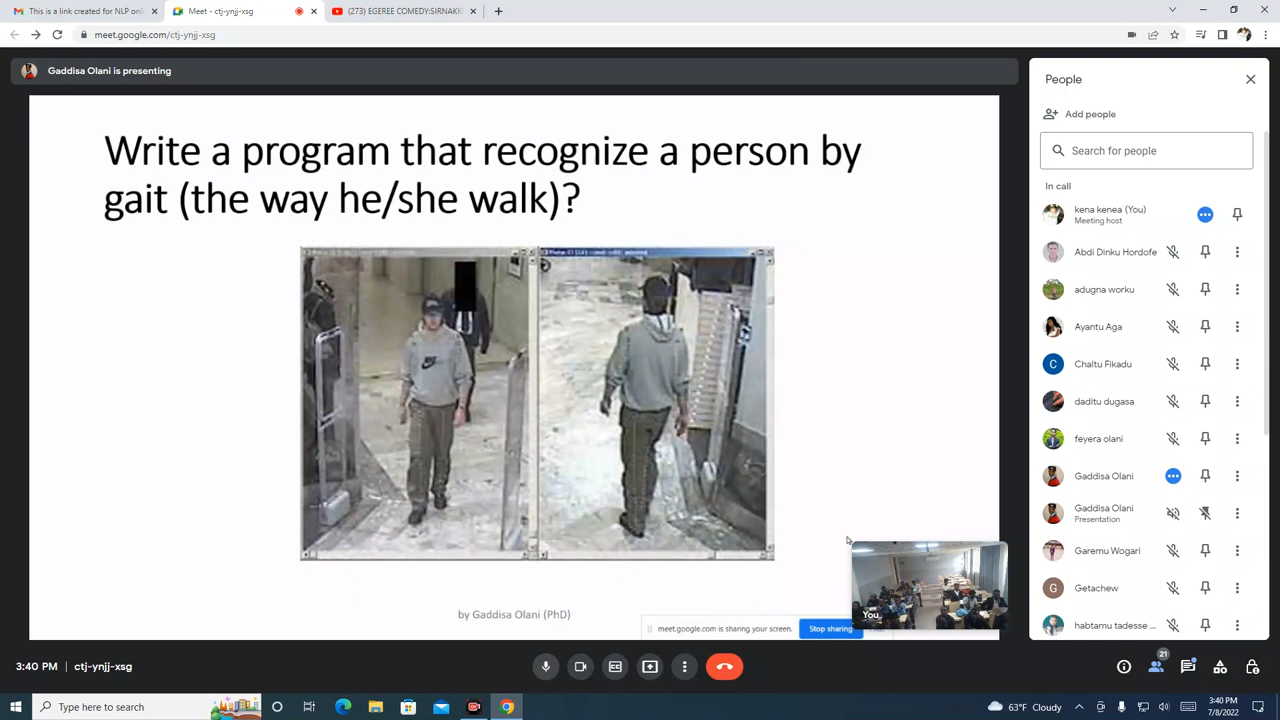 This is a link created for NLP onl
Meet - ctj-ynjj-xsg
(273) EGEREE COMEDY:SIRNAKK
meet.google.com/ctj-ynjj-xsg
Gaddisa Olani is presenting
Write a program that recognize a person by
gait (the way he/she walk)?
by Gaddisa Olani (PhD)
meet.google.com is sharing your screen.
Stop sharing
You
People
Add people
Search for people
In call
kena kenea (You)
Meeting host
Abdi Dinku Hordofe
adugna worku
Ayantu Aga
C
Chaltu Fikadu
daditu dugasa
feyera olani
Gaddisa Olani
Gaddisa Olani
Presentation
Garemu Wogari
G
Getachew
habtamu tadesse ...
3:40 PM
ctj-ynjj-xsg
21
Type here to search
63°F Cloudy
3:40 PM
7/8/2022